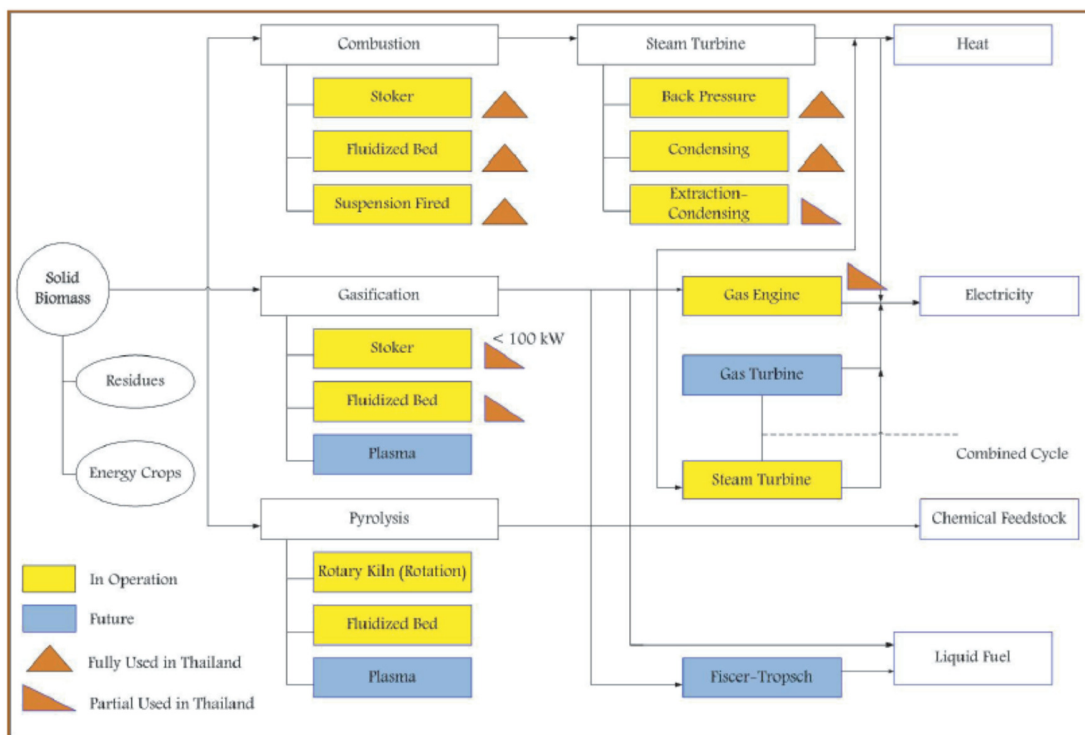 Combustion
Steam Turbine
Heat
Stoker
Back Pressure
Fluidized Bed
Condensing
Suspension Fired
Extraction-
Condensing
Solid
Biomass
Gasification
Gas Engine
Electricity
< 100 kW
Stoker
Gas Turbine
Residues
Fluidized Bed
Plasma
Combined Cycle
Energy Crops
Steam Turbine
Pyrolysis
Chemical Feedstock
Rotary Kiln (Rotation)
In Operation
Fluidized Bed
Future
Liquid Fuel
Fully Used in Thailand
Plasma
Fiscer-Tropsch
Partial Used in Thailand